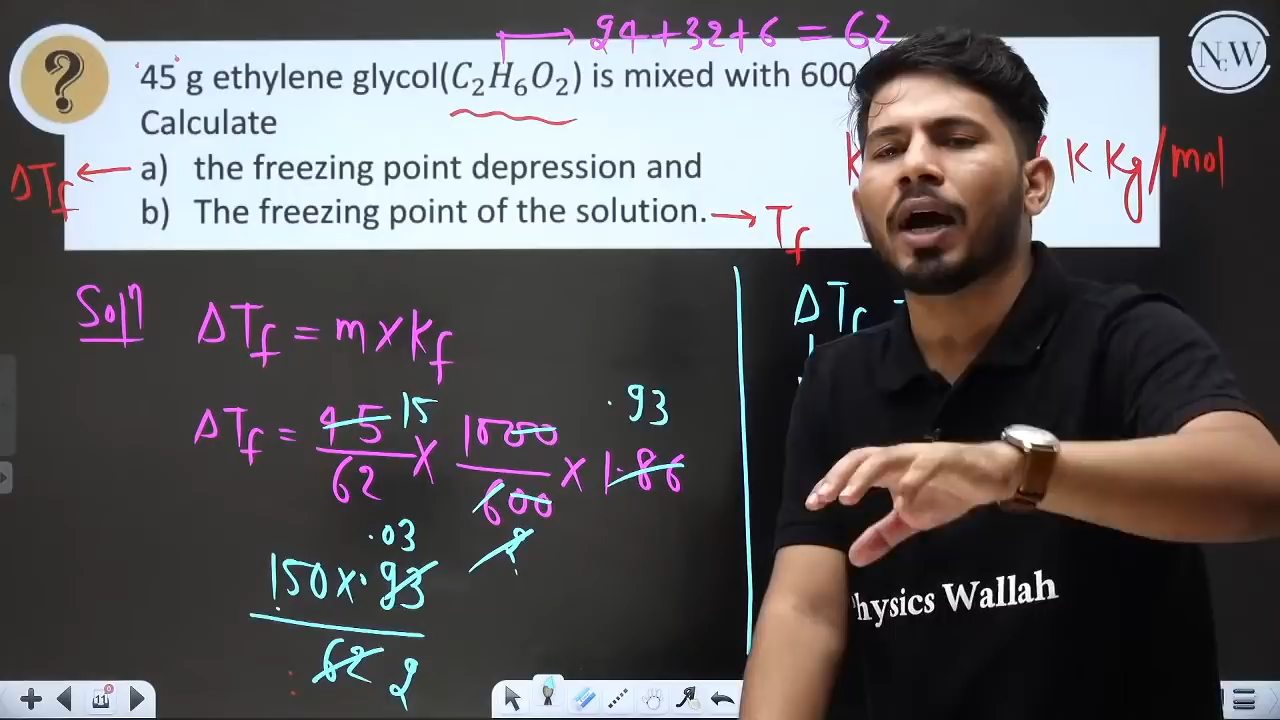 24+32+6 = 62
N.W
?
45 g ethylene glycol(C₂H₆O₂) is mixed with 600
Calculate
K Kg/mol
ΔTf ← a) the freezing point depression and
b) The freezing point of the solution. → Tf
Solⁿ
ΔTf = m×Kf
ΔTf
15
.93
ΔTf = 45/62 × 1000/600 × 1.86
2
.03
150×.93
62 2
Physics Wallah
11